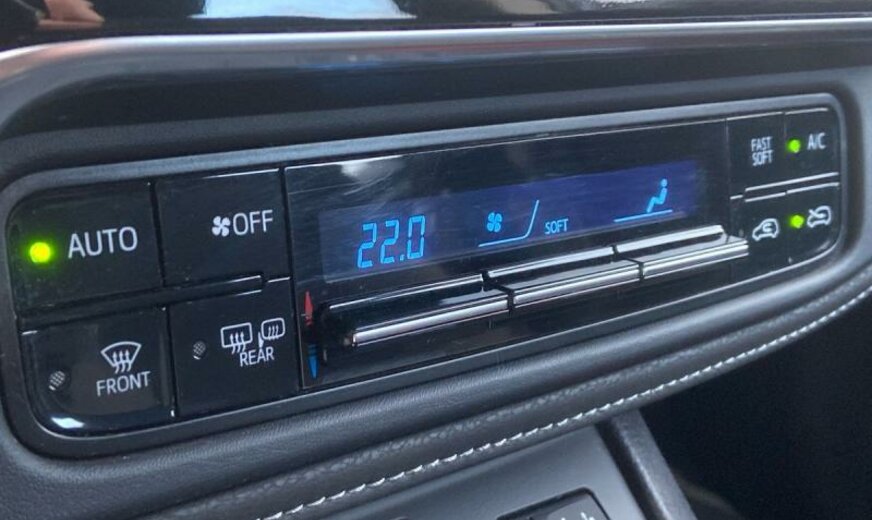 AUTO
OFF
FRONT
REAR
22.0
SOFT
FAST
SOFT
A/C